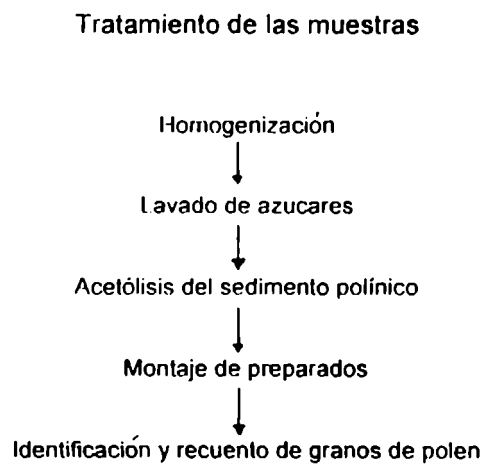 Tratamiento de las muestras
Homogenización
Lavado de azucares
Acetólisis del sedimento polínico
Montaje de preparados
Identificación y recuento de granos de polen